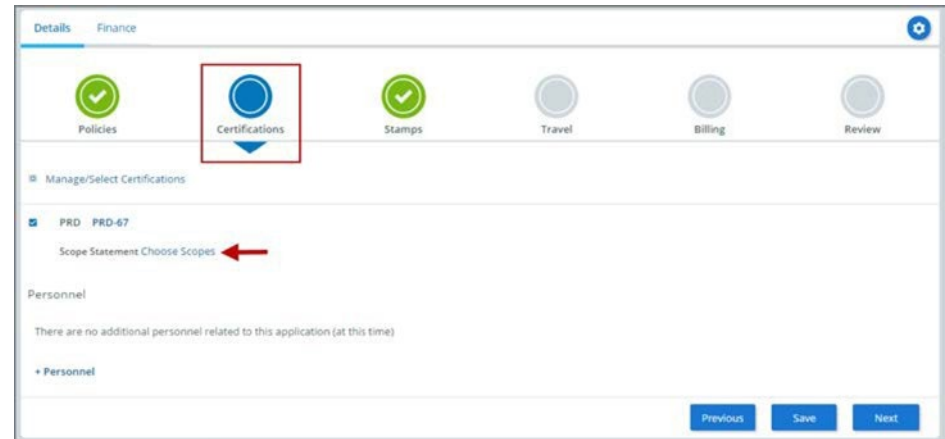 Details Finance
Policies Certifications Stamps Travel Billing Review
Manage/Select Certifications
PRD PRD-67
Scope Statement Choose Scopes
Personnel
There are no additional personnel related to this application (at this time)
+ Personnel
Previous Save Next